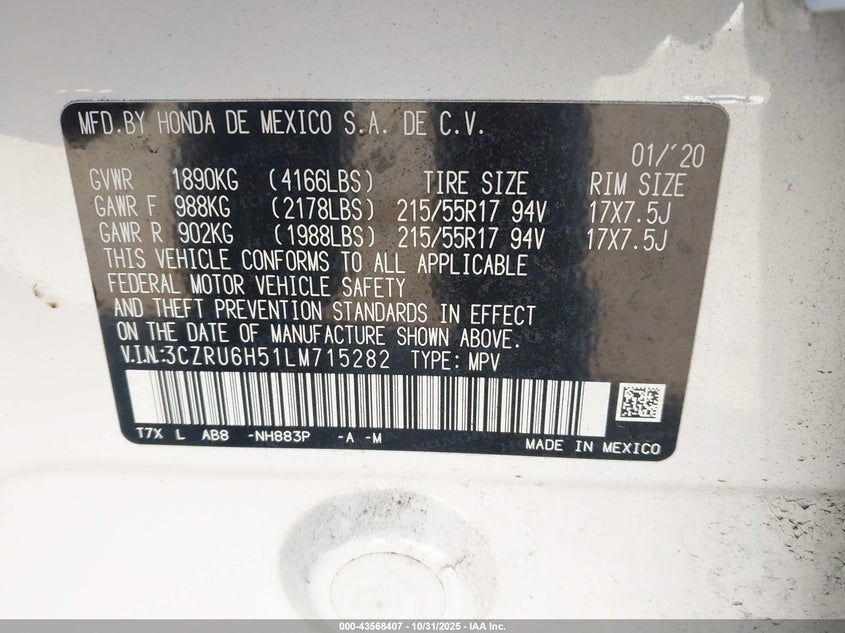 MFD.BY HONDA DE MEXICO S.A. DE C.V.
01/'20
GVWR 1890KG (4166LBS) TIRE SIZE RIM SIZE
GAWR F 988KG (2178LBS) 215/55R17 94V 17X7.5J
GAWR R 902KG (1988LBS) 215/55R17 94V 17X7.5J
THIS VEHICLE CONFORMS TO ALL APPLICABLE
FEDERAL MOTOR VEHICLE SAFETY
AND THEFT PREVENTION STANDARDS IN EFFECT
ON THE DATE OF MANUFACTURE SHOWN ABOVE.
V.I.N.:3CZRU6H51LM715282 TYPE: MPV
T7X L AB8 -NH883P -A -M
MADE IN MEXICO
000-43568407 - 10/31/2025 - IAA Inc.